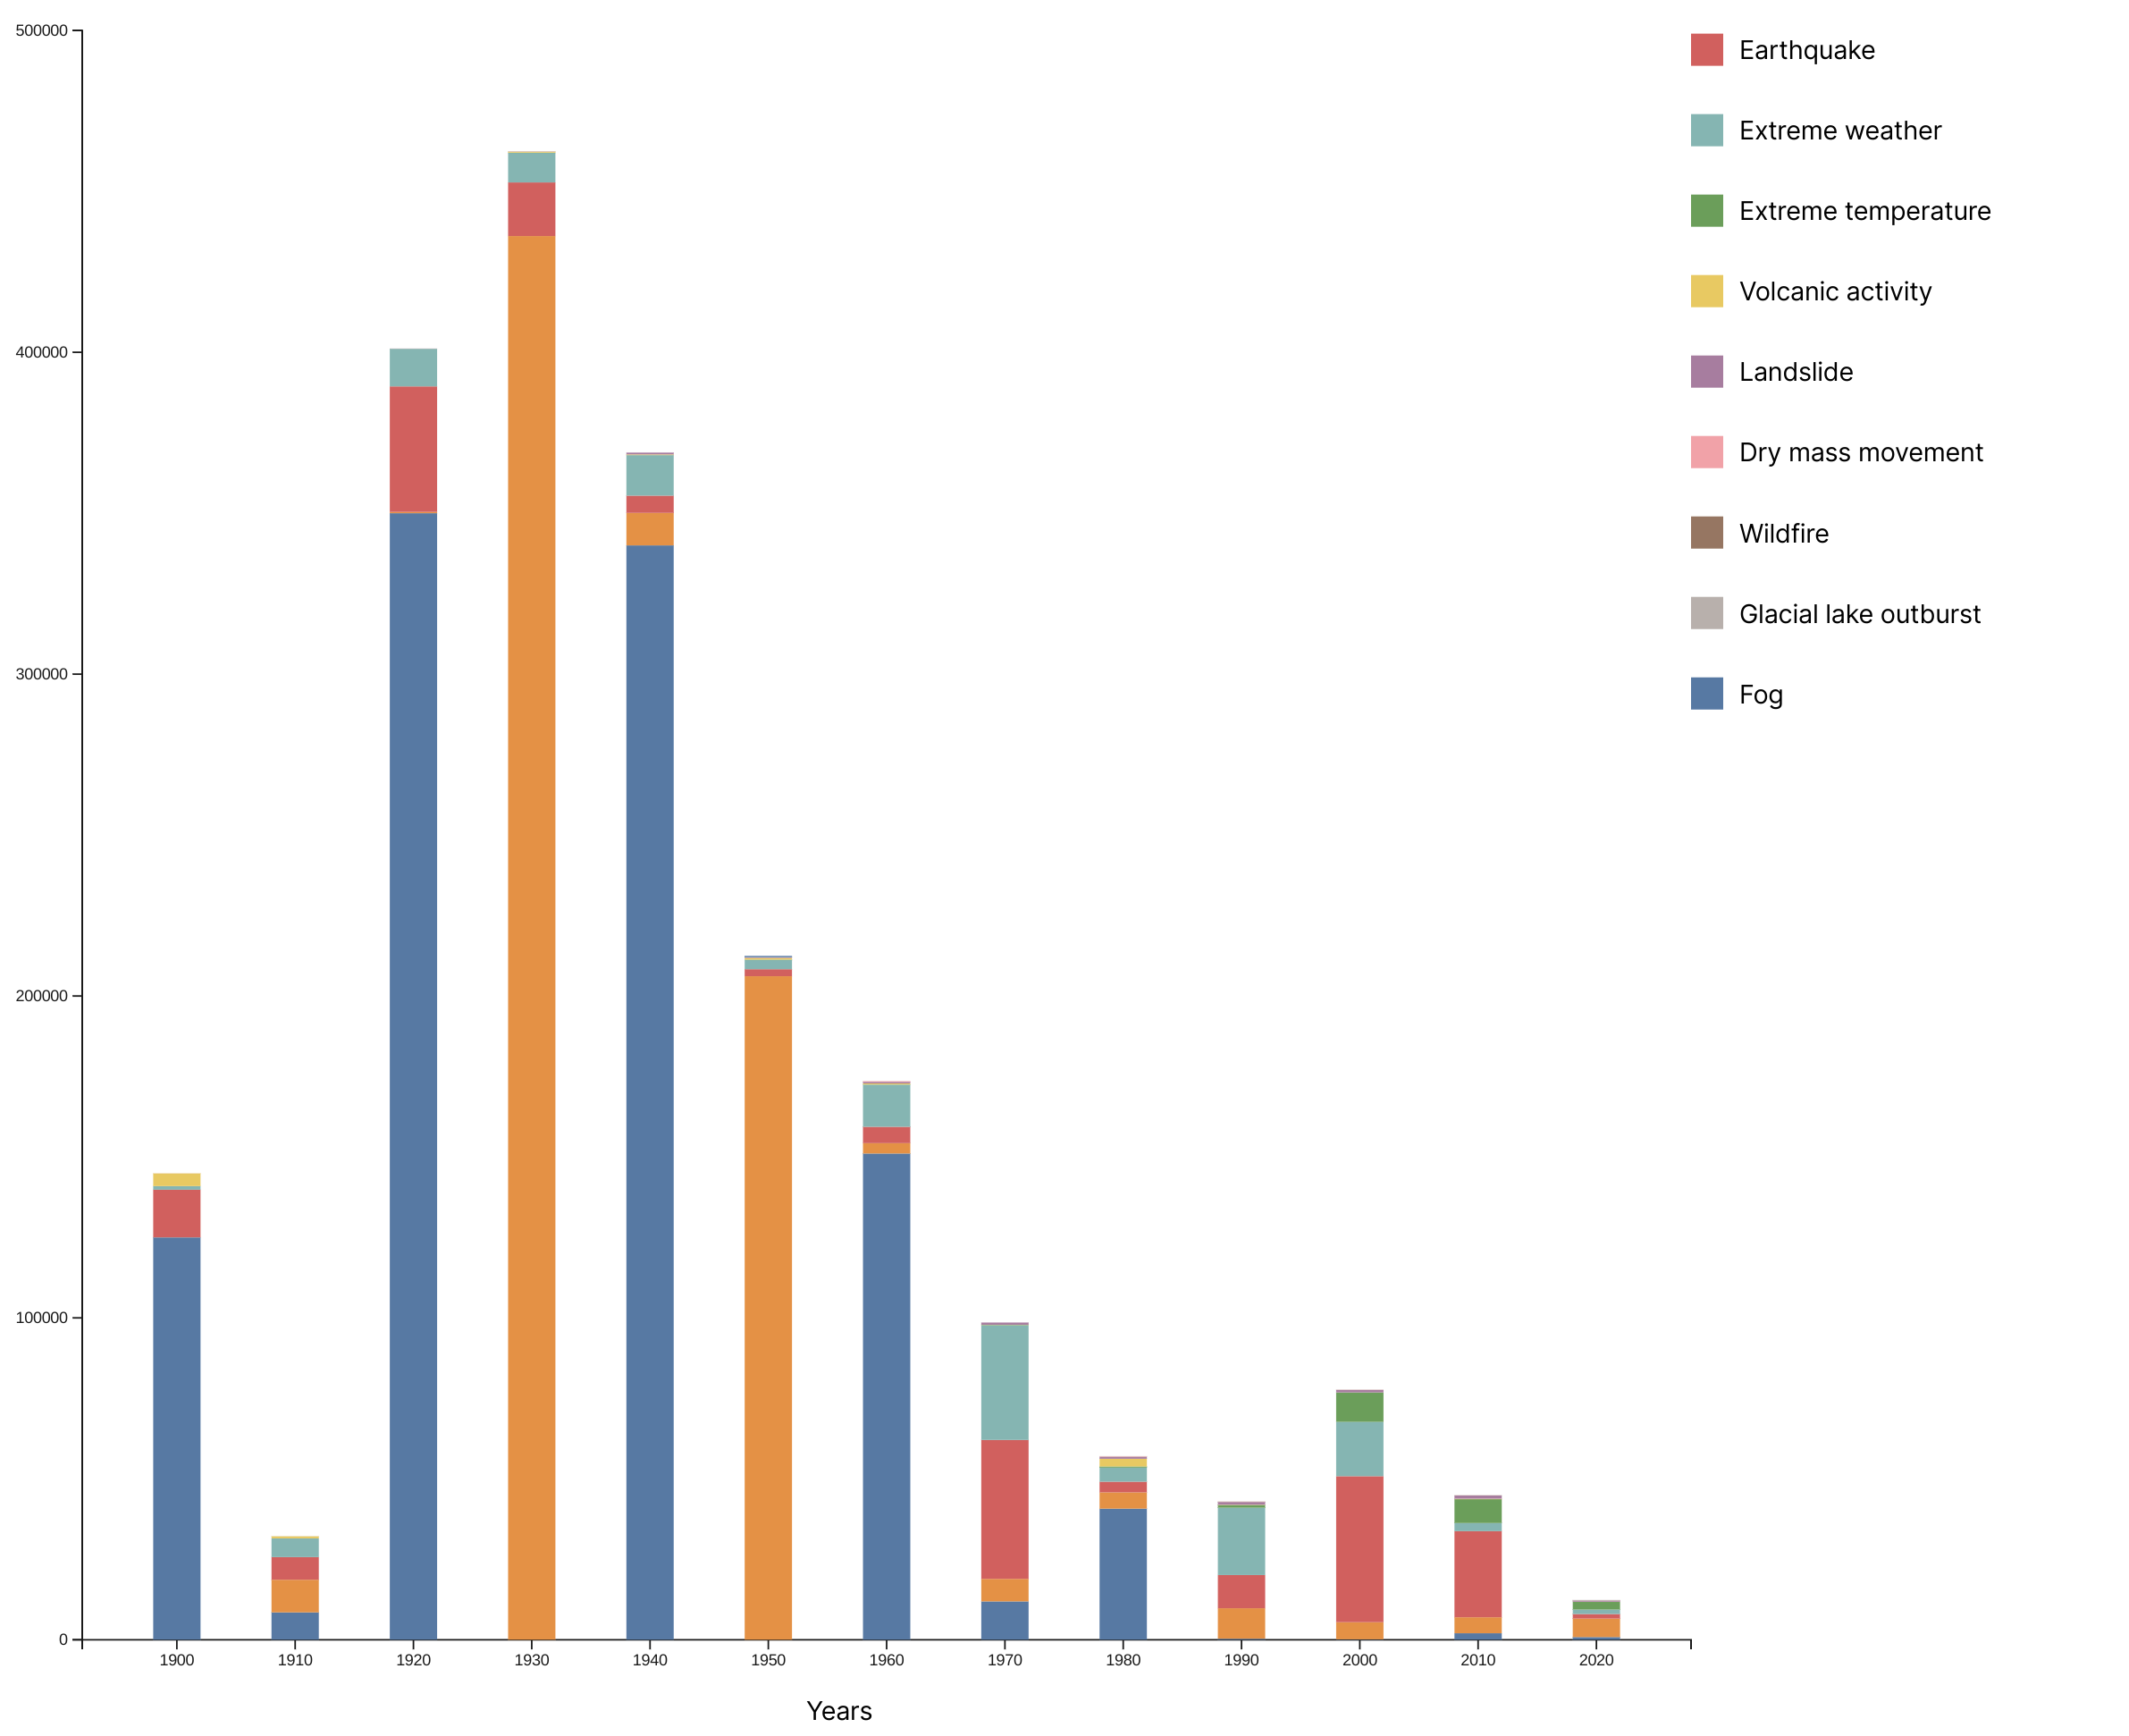 500000
400000
300000
200000
100000
0
1900 1910 1920 1930 1940 1950 1960 1970 1980 1990 2000 2010 2020
Years
Earthquake
Extreme weather
Extreme temperature
Volcanic activity
Landslide
Dry mass movement
Wildfire
Glacial lake outburst
Fog